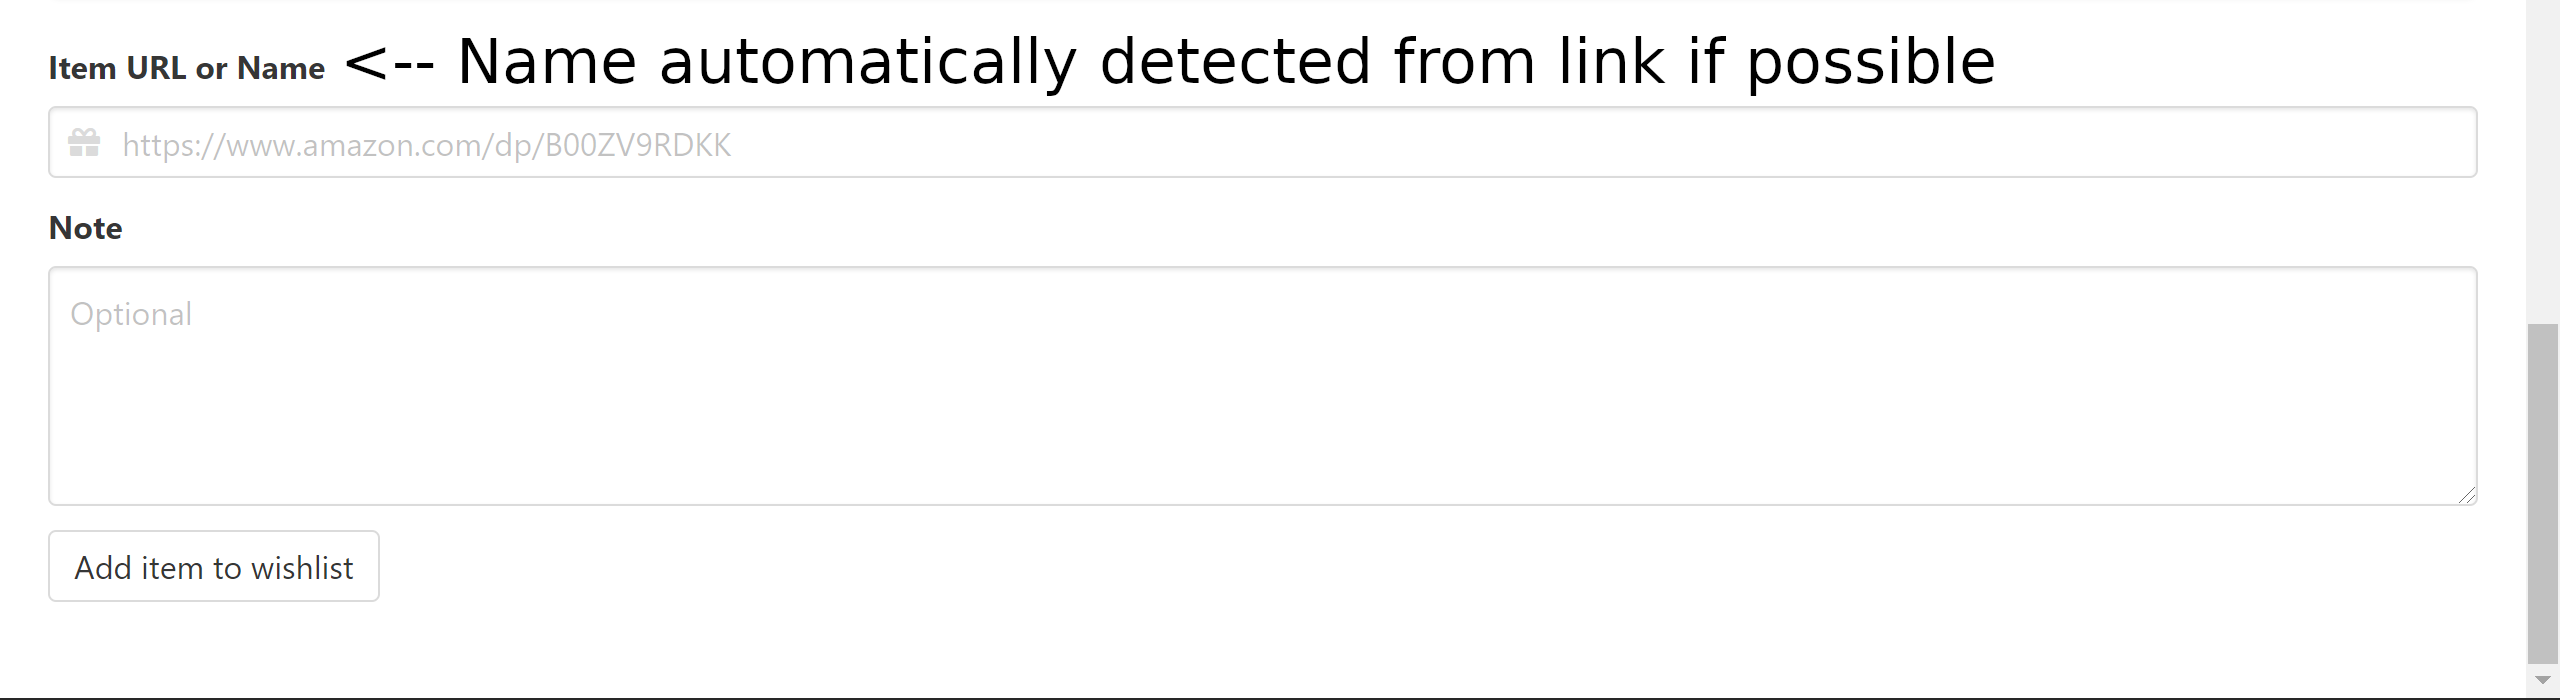 Item URL or Name <-- Name automatically detected from link if possible
https://www.amazon.com/dp/B00ZV9RDKK
Note
Optional
Add item to wishlist